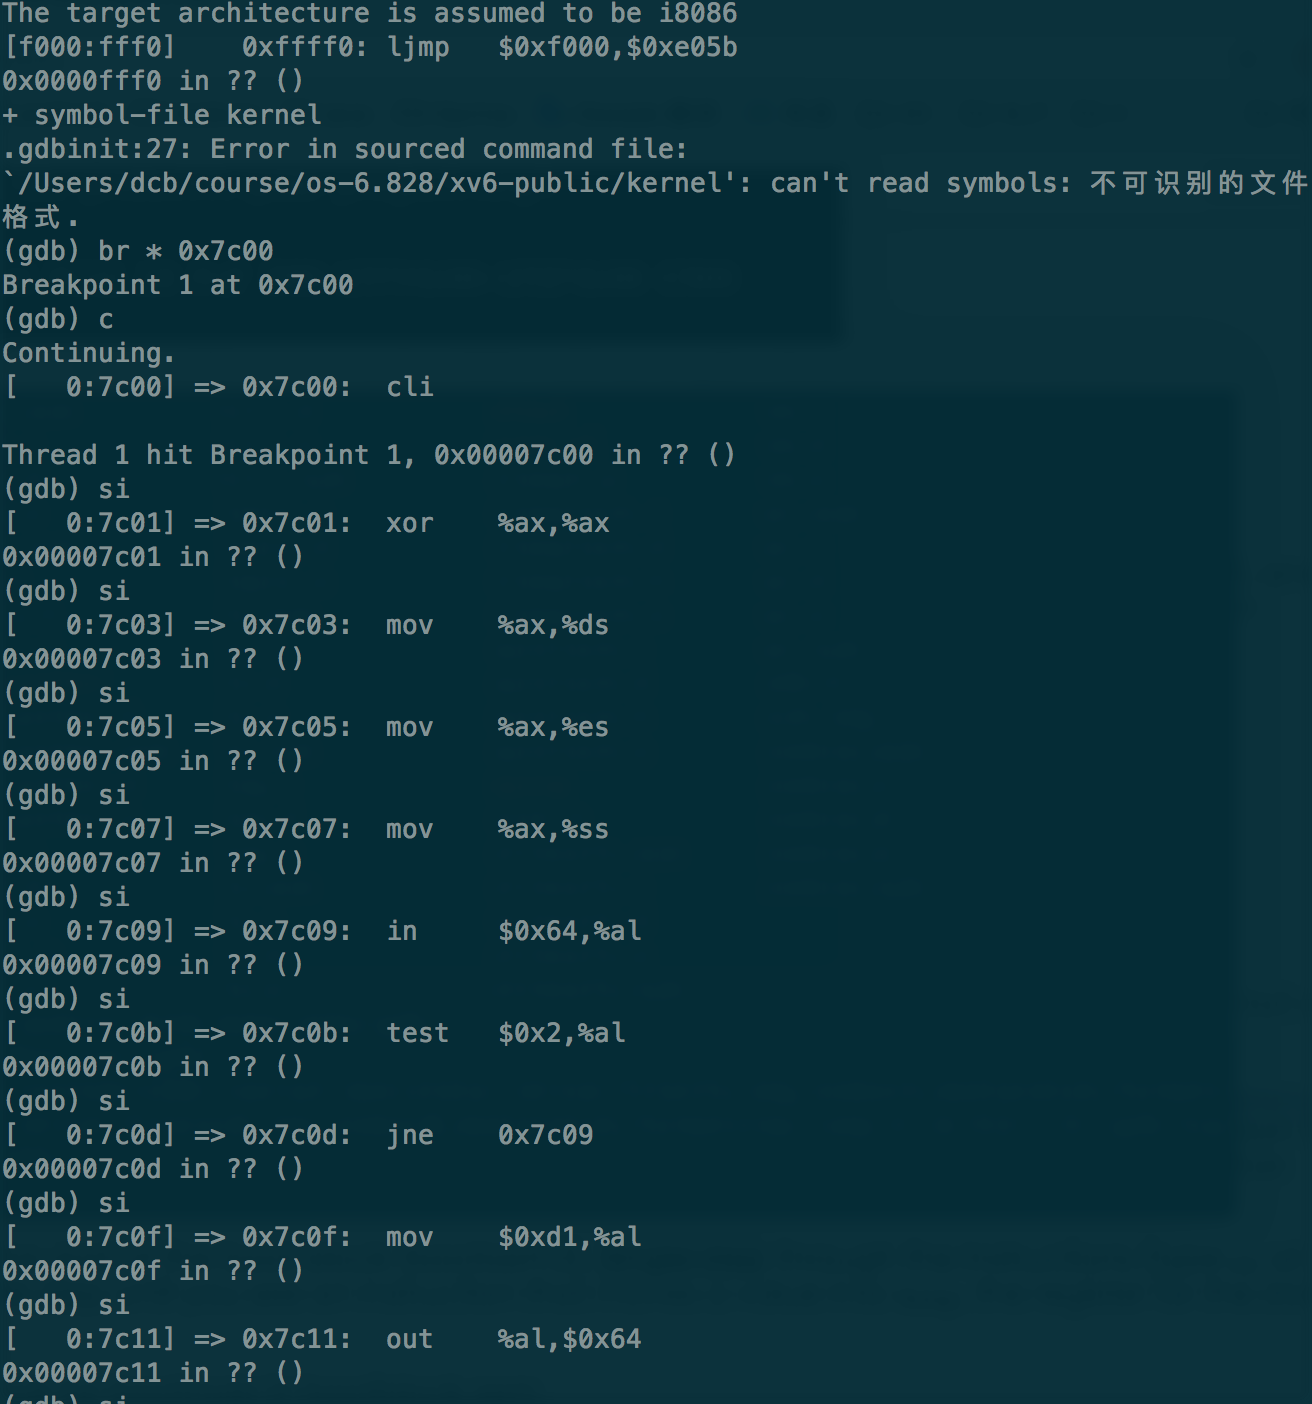 The target architecture is assumed to be i8086
[f000:fff0]    0xffff0: ljmp   $0xf000,$0xe05b
0x0000fff0 in ?? ()
+ symbol-file kernel
.gdbinit:27: Error in sourced command file:
`/Users/dcb/course/os-6.828/xv6-public/kernel': can't read symbols: 不可识别的文件
格式.
(gdb) br * 0x7c00
Breakpoint 1 at 0x7c00
(gdb) c
Continuing.
[   0:7c00] => 0x7c00:  cli
Thread 1 hit Breakpoint 1, 0x00007c00 in ?? ()
(gdb) si
[   0:7c01] => 0x7c01:  xor    %ax,%ax
0x00007c01 in ?? ()
(gdb) si
[   0:7c03] => 0x7c03:  mov    %ax,%ds
0x00007c03 in ?? ()
(gdb) si
[   0:7c05] => 0x7c05:  mov    %ax,%es
0x00007c05 in ?? ()
(gdb) si
[   0:7c07] => 0x7c07:  mov    %ax,%ss
0x00007c07 in ?? ()
(gdb) si
[   0:7c09] => 0x7c09:  in     $0x64,%al
0x00007c09 in ?? ()
(gdb) si
[   0:7c0b] => 0x7c0b:  test   $0x2,%al
0x00007c0b in ?? ()
(gdb) si
[   0:7c0d] => 0x7c0d:  jne    0x7c09
0x00007c0d in ?? ()
(gdb) si
[   0:7c0f] => 0x7c0f:  mov    $0xd1,%al
0x00007c0f in ?? ()
(gdb) si
[   0:7c11] => 0x7c11:  out    %al,$0x64
0x00007c11 in ?? ()
(gdb) si